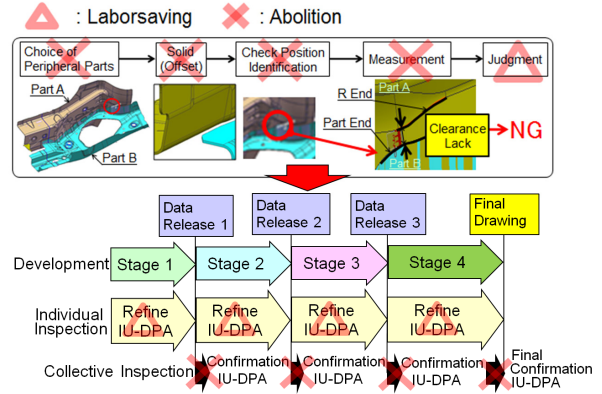 : Laborsaving : Abolition
Choice of
Peripheral Parts
Solid
(Offset)
Check Position
Identification
Measurement
Judgment
Part A
Part B
Part A
R End
Part End
Part B
Clearance
Lack
NG
Data
Release 1
Data
Release 2
Data
Release 3
Final
Drawing
Development
Stage 1
Stage 2
Stage 3
Stage 4
Individual
Inspection
Refine
IU-DPA
Refine
IU-DPA
Refine
IU-DPA
Refine
IU-DPA
Collective Inspection
Confirmation
IU-DPA
Confirmation
IU-DPA
Confirmation
IU-DPA
Final
Confirmation
IU-DPA